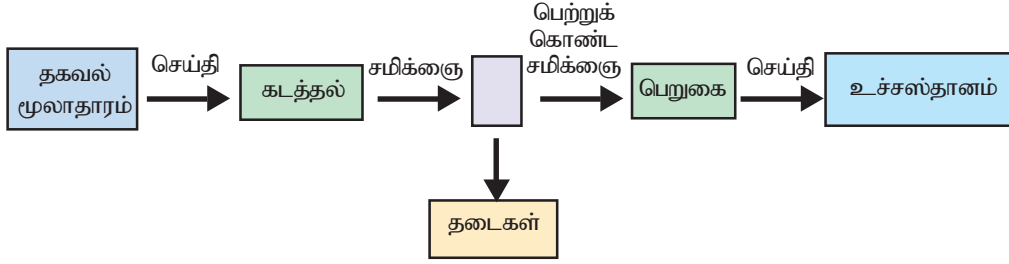 தகவல்
மூலாதாரம்
செய்தி
கடத்தல்
சமிக்ஞை
பெற்றுக்
கொண்ட
சமிக்ஞை
பெறுகை
செய்தி
உச்சஸ்தானம்
தடைகள்